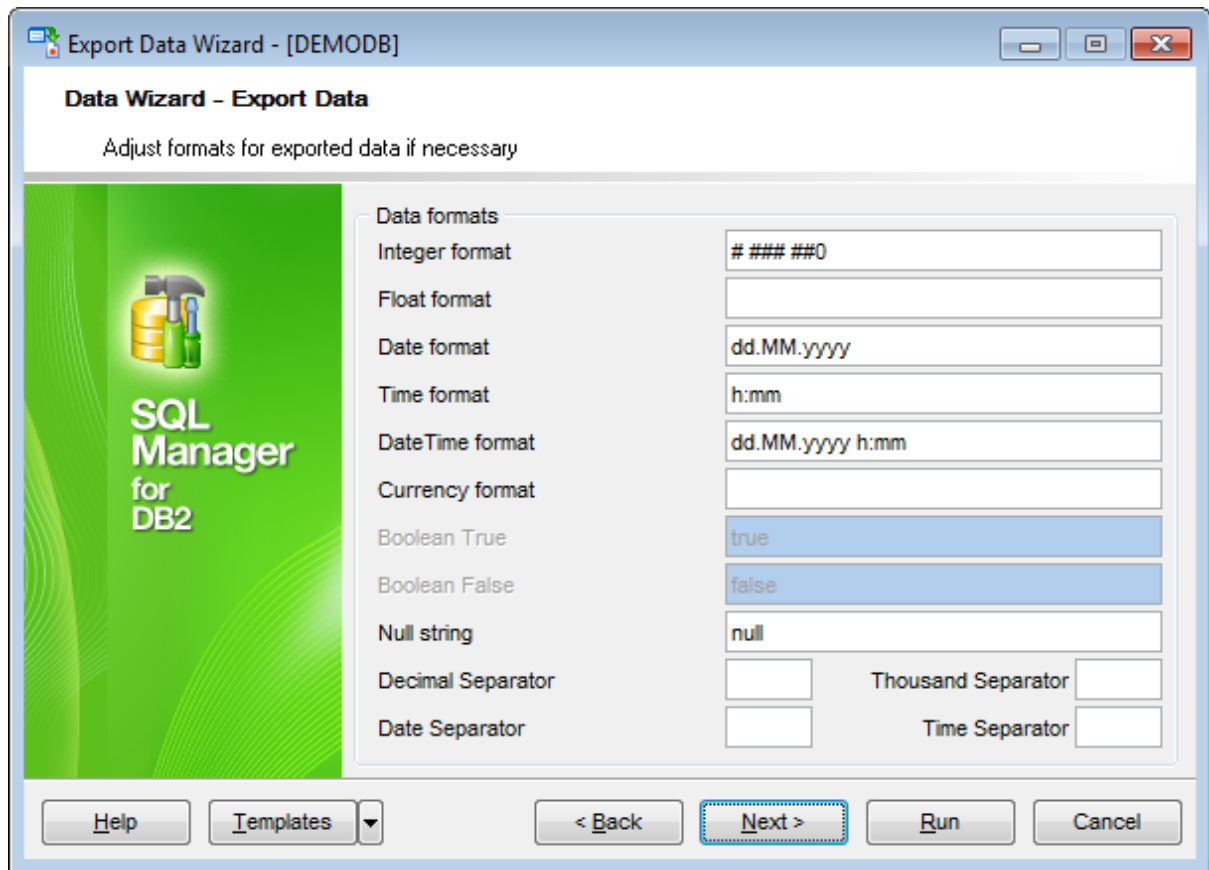 Export Data Wizard - [DEMODB]
Data Wizard - Export Data
Adjust formats for exported data if necessary
SQL
Manager
for
DB2
Data formats
Integer format # ### ##0
Float format
Date format dd.MM.yyyy
Time format h:mm
DateTime format dd.MM.yyyy h:mm
Currency format
Boolean True true
Boolean False false
Null string null
Decimal Separator Thousand Separator
Date Separator Time Separator
Help Templates < Back Next > Run Cancel